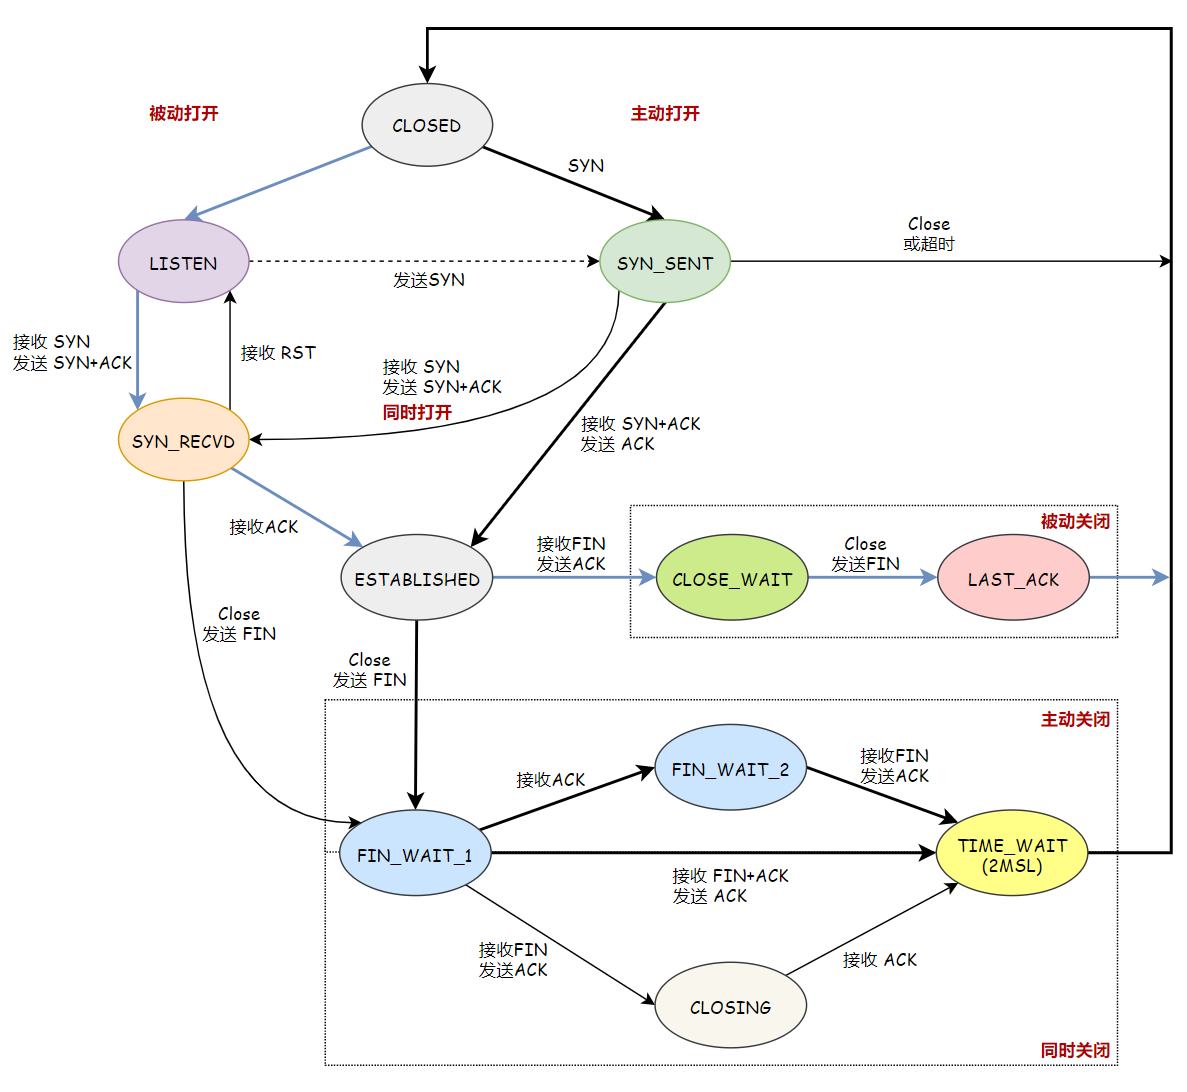 被动打开
主动打开
CLOSED
SYN
Close
或超时
LISTEN
SYN_SENT
发送SYN
接收 SYN
发送 SYN+ACK
接收 RST
接收 SYN
发送 SYN+ACK
同时打开
接收 SYN+ACK
发送 ACK
SYN_RECVD
接收ACK
被动关闭
接收FIN
发送ACK
Close
发送FIN
ESTABLISHED
CLOSE_WAIT
LAST_ACK
Close
发送 FIN
Close
发送 FIN
主动关闭
接收ACK
FIN_WAIT_2
接收FIN
发送ACK
FIN_WAIT_1
TIME_WAIT
(2MSL)
接收 FIN+ACK
发送 ACK
接收FIN
发送ACK
接收 ACK
CLOSING
同时关闭